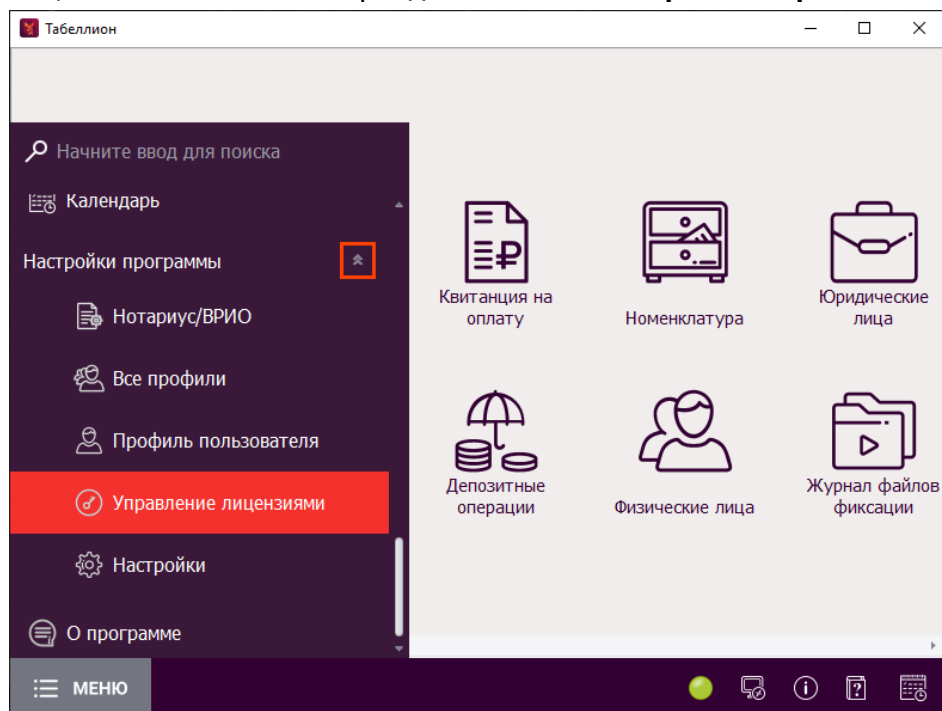 Табеллион
Начните ввод для поиска
Календарь
Настройки программы
Нотариус/ВРИО
Все профили
Профиль пользователя
Управление лицензиями
Настройки
О программе
МЕНЮ
Квитанция на
оплату
Номенклатура
Юридические
лица
Депозитные
операции
Физические лица
Журнал файлов
фиксации